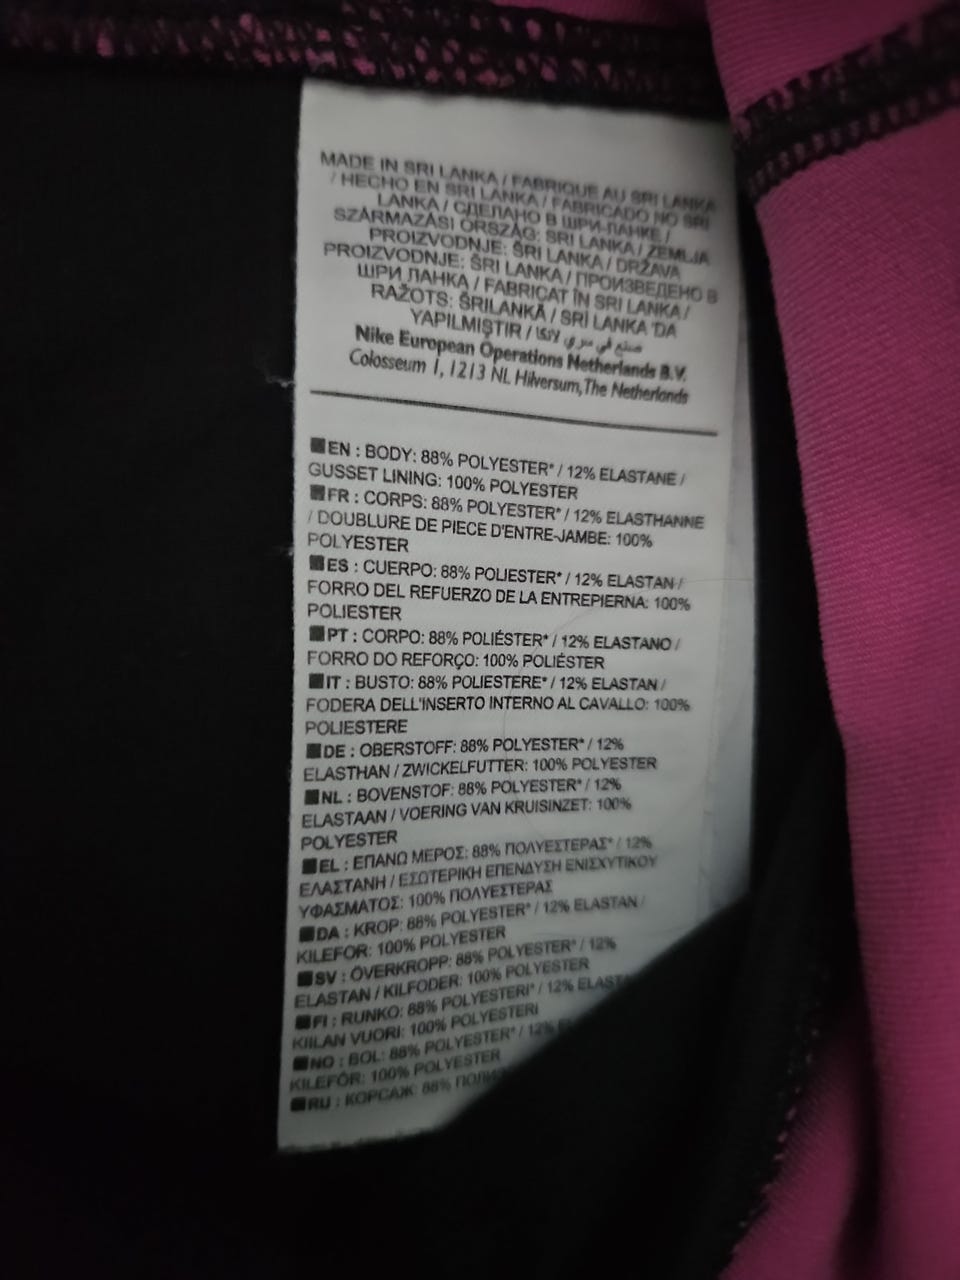 MADE IN SRI LANKA / FABRIQUE AU SRI LANKA
/ HECHO EN SRI LANKA / FABRICADO NO SRI
LANKA / СДЕЛАНО В ШРИ-ЛАНКЕ /
SZÁRMAZÁSI ORSZÁG: SRI LANKA / ZEMLJA
PROIZVODNJE: ŠRI LANKA / DRŽAVA
PROIZVODNJE: ŠRI LANKA / ПРОИЗВЕДЕНО В
ШРИ ЛАНКА / FABRICAT ÎN SRI LANKA /
RAŽOTS: ŠRILANKĀ / SRI LANKA 'DA
YAPILMIŞTIR / صنع في سري لانكا
Nike European Operations Netherlands B.V.
Colosseum 1, 1213 NL Hilversum, The Netherlands
EN : BODY: 88% POLYESTER* / 12% ELASTANE /
GUSSET LINING: 100% POLYESTER
FR : CORPS: 88% POLYESTER* / 12% ELASTHANNE
/ DOUBLURE DE PIECE D'ENTRE-JAMBE: 100%
POLYESTER
ES : CUERPO: 88% POLIESTER* / 12% ELASTAN /
FORRO DEL REFUERZO DE LA ENTREPIERNA: 100%
POLIESTER
PT : CORPO: 88% POLIÉSTER* / 12% ELASTANO /
FORRO DO REFORÇO: 100% POLIÉSTER
IT : BUSTO: 88% POLIESTERE* / 12% ELASTAN /
FODERA DELL'INSERTO INTERNO AL CAVALLO: 100%
POLIESTERE
DE : OBERSTOFF: 88% POLYESTER* / 12%
ELASTHAN / ZWICKELFUTTER: 100% POLYESTER
NL : BOVENSTOF: 88% POLYESTER* / 12%
ELASTAAN / VOERING VAN KRUISINZET: 100%
POLYESTER
EL : ΕΠΑΝΩ ΜΕΡΟΣ: 88% ΠΟΛΥΕΣΤΕΡΑΣ* / 12%
ΕΛΑΣΤΑΝΗ / ΕΣΩΤΕΡΙΚΗ ΕΠΕΝΔΥΣΗ ΕΝΙΣΧΥΤΙΚΟΥ
ΥΦΑΣΜΑΤΟΣ: 100% ΠΟΛΥΕΣΤΕΡΑΣ
DA : KROP: 88% POLYESTER* / 12% ELASTAN /
KILEFOR: 100% POLYESTER
SV : ÖVERKROPP: 88% POLYESTER* / 12%
ELASTAN / KILFODER: 100% POLYESTER
FI : RUNKO: 88% POLYESTERI* / 12%
KIILAN VUORI: 100% POLYESTERI
NO : BOL: 88% POLYESTER* / 12%
KILEFÔR: 100% POLYESTER
RU : КОРСАЖ: 88%